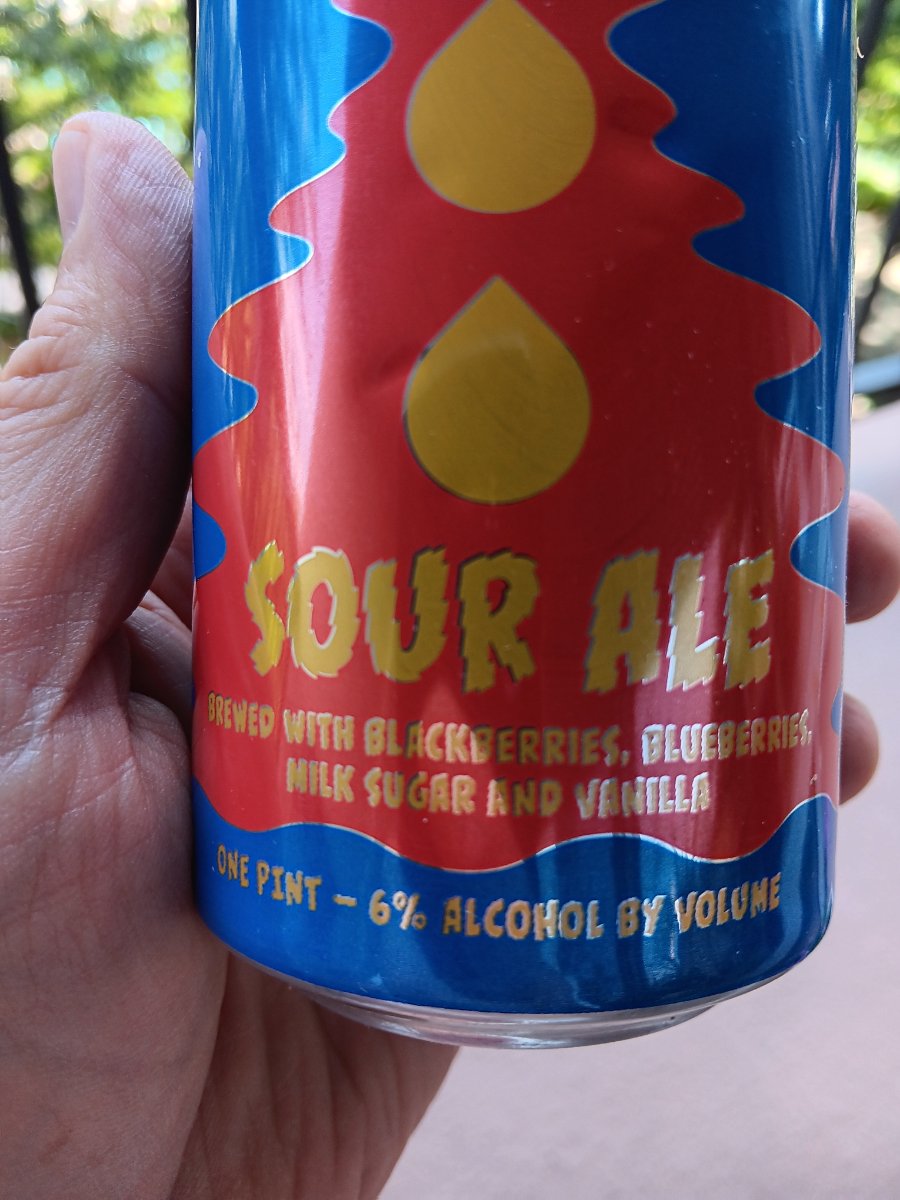 SOUR ALE
BREWED WITH BLACKBERRIES, BLUEBERRIES,
MILK SUGAR AND VANILLA
ONE PINT – 6% ALCOHOL BY VOLUME